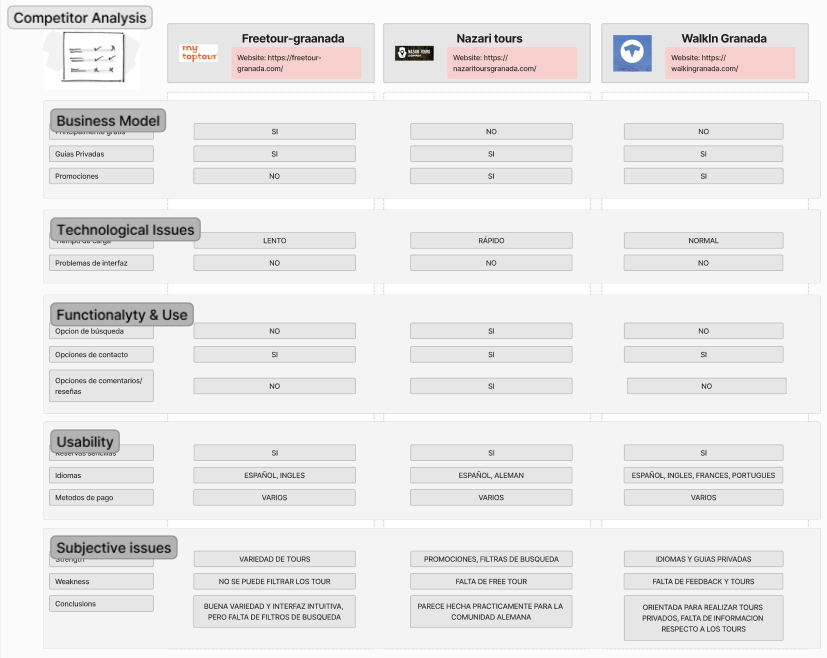 Competitor Analysis
my
toptour
Freetour-graanada
Website: https://freetour-
granada.com/
NAZARI TOURS
Nazari tours
Website: https://
nazaritoursgranada.com/
WalkIn Granada
Website: https://
walkingranada.com/
Business Model
Principalmente gratis
SI
NO
NO
Guias Privadas
SI
SI
SI
Promociones
NO
SI
SI
Technological Issues
Tiempo de carga
LENTO
RÁPIDO
NORMAL
Problemas de interfaz
NO
NO
NO
Functionalyty & Use
Opcion de búsqueda
NO
SI
NO
Opciones de contacto
SI
SI
SI
Opciones de comentarios/
reseñas
NO
SI
NO
Usability
Reservas sencillas
SI
SI
SI
Idiomas
ESPAÑOL, INGLES
ESPAÑOL, ALEMAN
ESPAÑOL, INGLES, FRANCES, PORTUGUES
Metodos de pago
VARIOS
VARIOS
VARIOS
Subjective issues
Strength
VARIEDAD DE TOURS
PROMOCIONES, FILTRAS DE BUSQUEDA
IDIOMAS Y GUIAS PRIVADAS
Weakness
NO SE PUEDE FILTRAR LOS TOUR
FALTA DE FREE TOUR
FALTA DE FEEDBACK Y TOURS
Conclusions
BUENA VARIEDAD Y INTERFAZ INTUITIVA,
PERO FALTA DE FILTROS DE BUSQUEDA
PARECE HECHA PRACTICAMENTE PARA LA
COMUNIDAD ALEMANA
ORIENTADA PARA REALIZAR TOURS
PRIVADOS, FALTA DE INFORMACION
RESPECTO A LOS TOURS